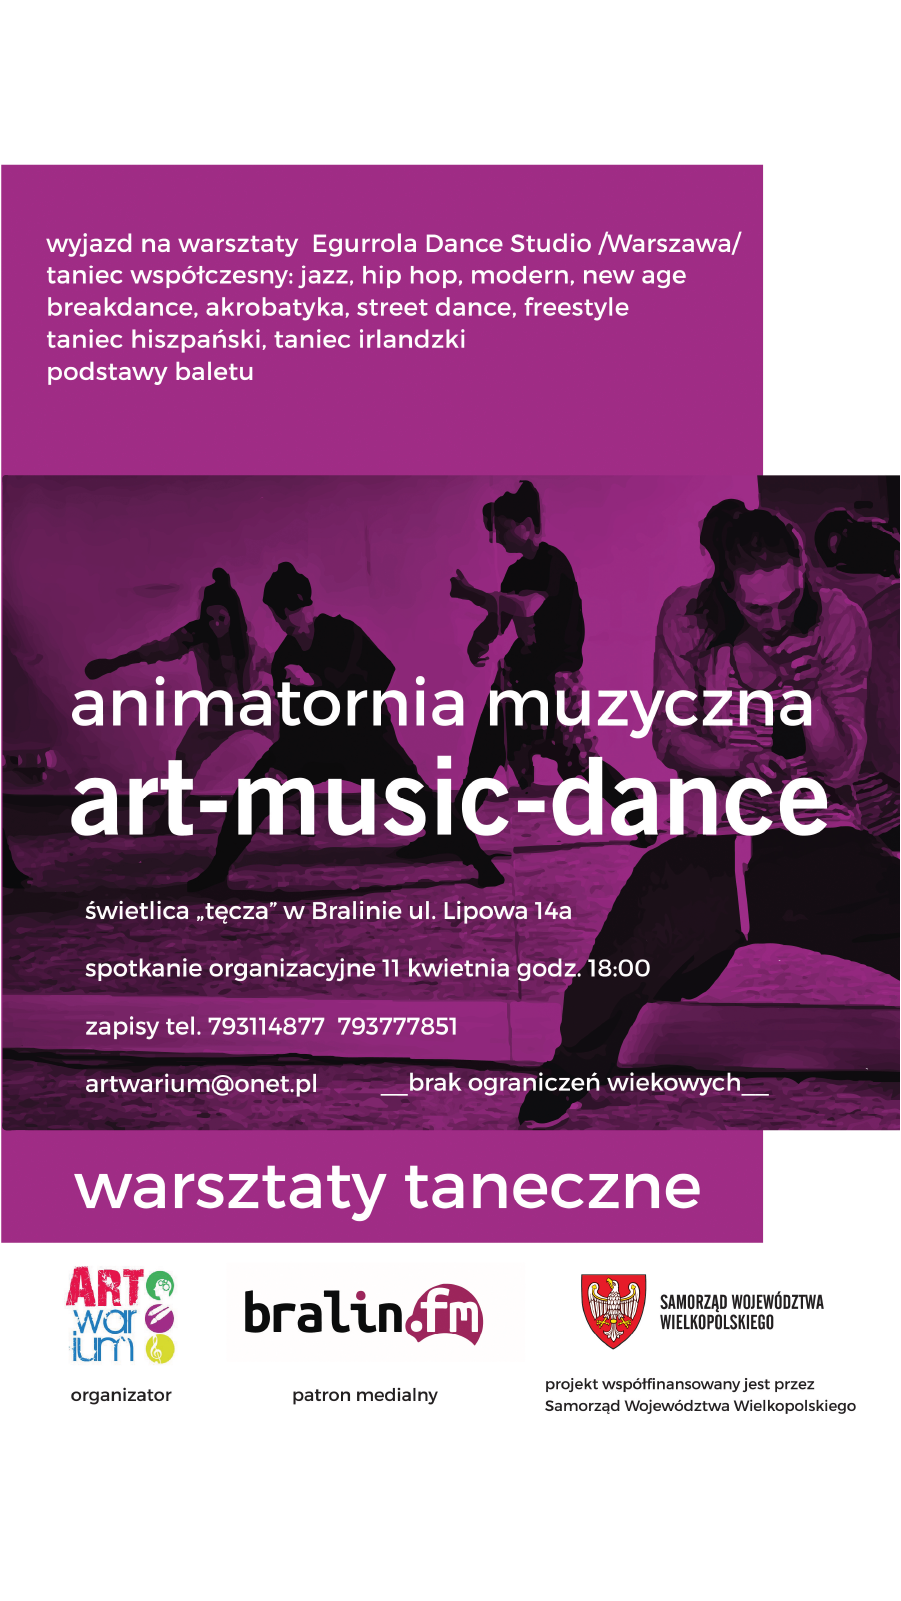 wyjazd na warsztaty  Egurrola Dance Studio /Warszawa/
taniec współczesny: jazz, hip hop, modern, new age
breakdance, akrobatyka, street dance, freestyle
taniec hiszpański, taniec irlandzki
podstawy baletu
animatornia muzyczna
art-music-dance
świetlica „tęcza” w Bralinie ul. Lipowa 14a
spotkanie organizacyjne 11 kwietnia godz. 18:00
zapisy tel. 793114877  793777851
artwarium@onet.pl __brak ograniczeń wiekowych__
warsztaty taneczne
ART
war
ium
bralin.fm
SAMORZĄD WOJEWÓDZTWA
WIELKOPOLSKIEGO
organizator
patron medialny
projekt współfinansowany jest przez
Samorząd Województwa Wielkopolskiego